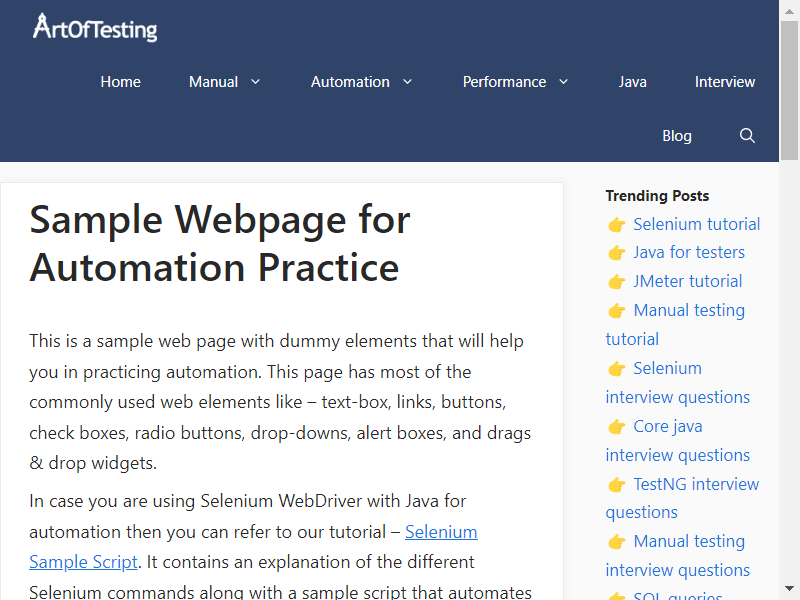 ArtOfTesting
Home Manual Automation Performance Java Interview
Blog
Sample Webpage for
Automation Practice
This is a sample web page with dummy elements that will help
you in practicing automation. This page has most of the
commonly used web elements like – text-box, links, buttons,
check boxes, radio buttons, drop-downs, alert boxes, and drags
& drop widgets.
In case you are using Selenium WebDriver with Java for
automation then you can refer to our tutorial – Selenium
Sample Script. It contains an explanation of the different
Selenium commands along with a sample script that automates
Trending Posts
👉 Selenium tutorial
👉 Java for testers
👉 JMeter tutorial
👉 Manual testing
tutorial
👉 Selenium
interview questions
👉 Core java
interview questions
👉 TestNG interview
questions
👉 Manual testing
interview questions
👉 SQL queries